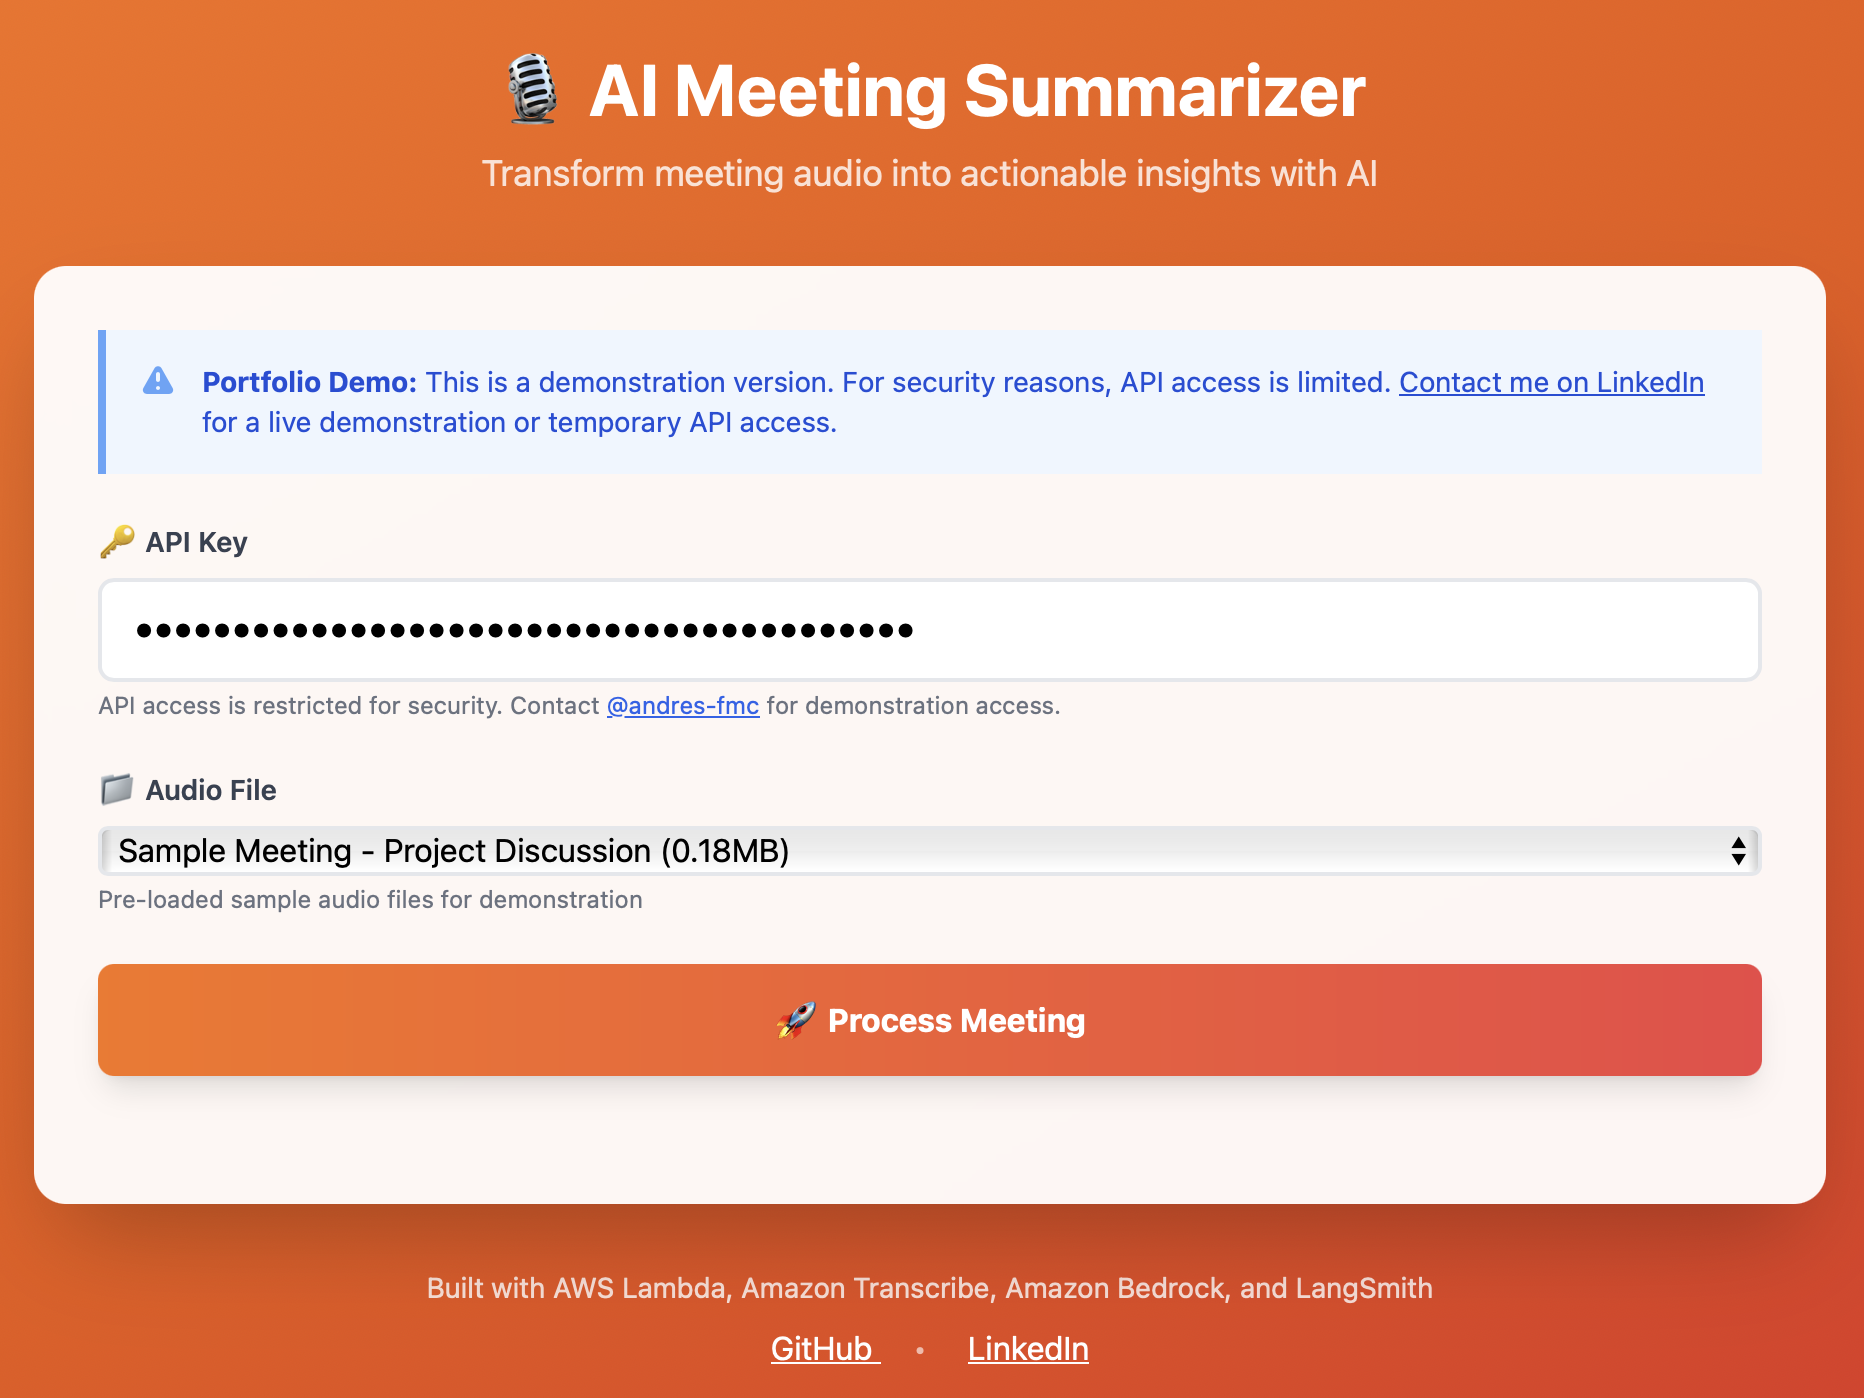 🎙️ AI Meeting Summarizer
Transform meeting audio into actionable insights with AI
Portfolio Demo: This is a demonstration version. For security reasons, API access is limited. Contact me on LinkedIn
for a live demonstration or temporary API access.
🔑 API Key
••••••••••••••••••••••••••••••••••••••••
API access is restricted for security. Contact @andres-fmc for demonstration access.
📁 Audio File
Sample Meeting - Project Discussion (0.18MB)
Pre-loaded sample audio files for demonstration
🚀 Process Meeting
Built with AWS Lambda, Amazon Transcribe, Amazon Bedrock, and LangSmith
GitHub • LinkedIn